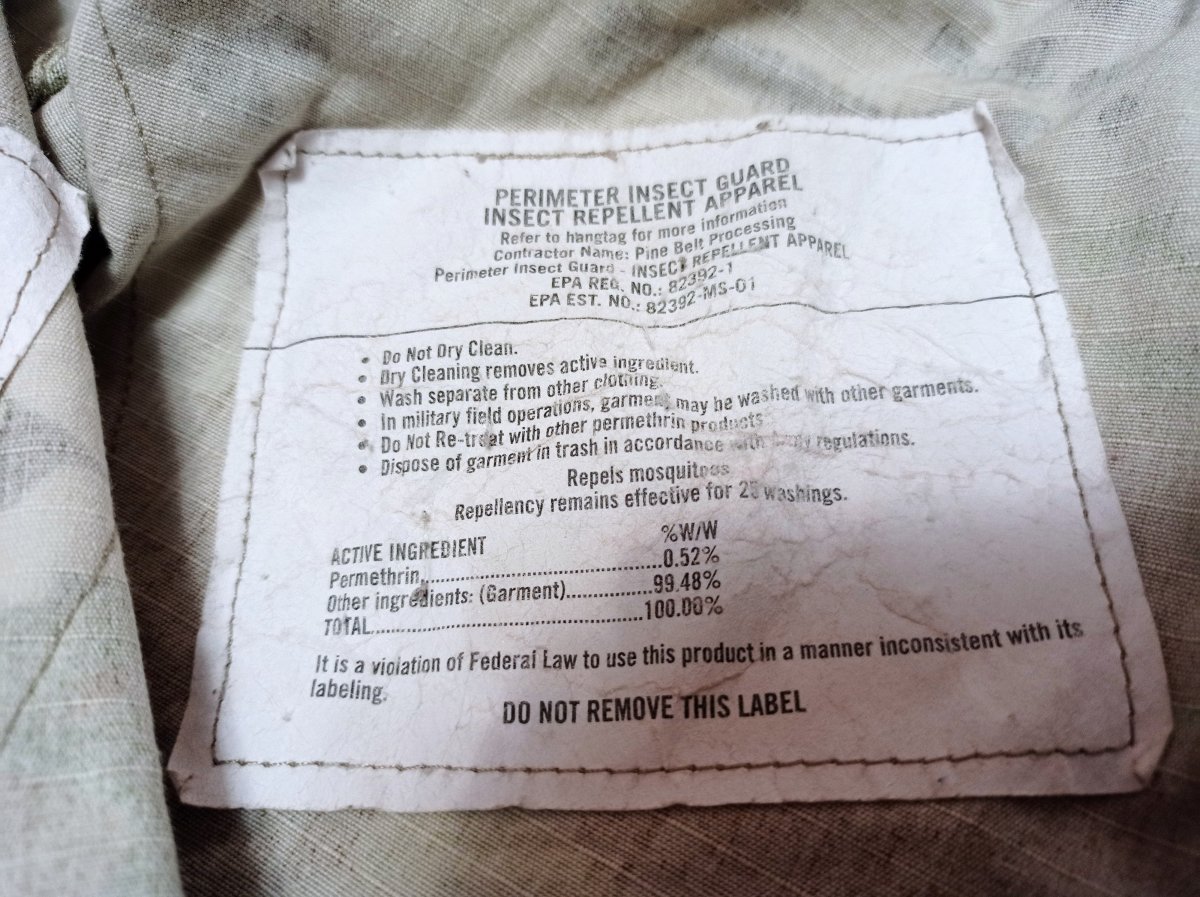 PERIMETER INSECT GUARD
INSECT REPELLENT APPAREL
Refer to hangtag for more information
Contractor Name: Pine Belt Processing
Perimeter Insect Guard - INSECT REPELLENT APPAREL
EPA REG. NO.: 82392-1
EPA EST. NO.: 82392-MS-01
• Do Not Dry Clean.
• Dry Cleaning removes active ingredient.
• Wash separate from other clothing.
• In military field operations, garment may be washed with other garments.
• Do Not Re-treat with other permethrin products
• Dispose of garment in trash in accordance with regulations.
Repels mosquitoes
Repellency remains effective for 25 washings.
ACTIVE INGREDIENT %W/W
Permethrin..............................0.52%
Other ingredients: (Garment)................99.48%
TOTAL...................................100.00%
It is a violation of Federal Law to use this product in a manner inconsistent with its
labeling.
DO NOT REMOVE THIS LABEL